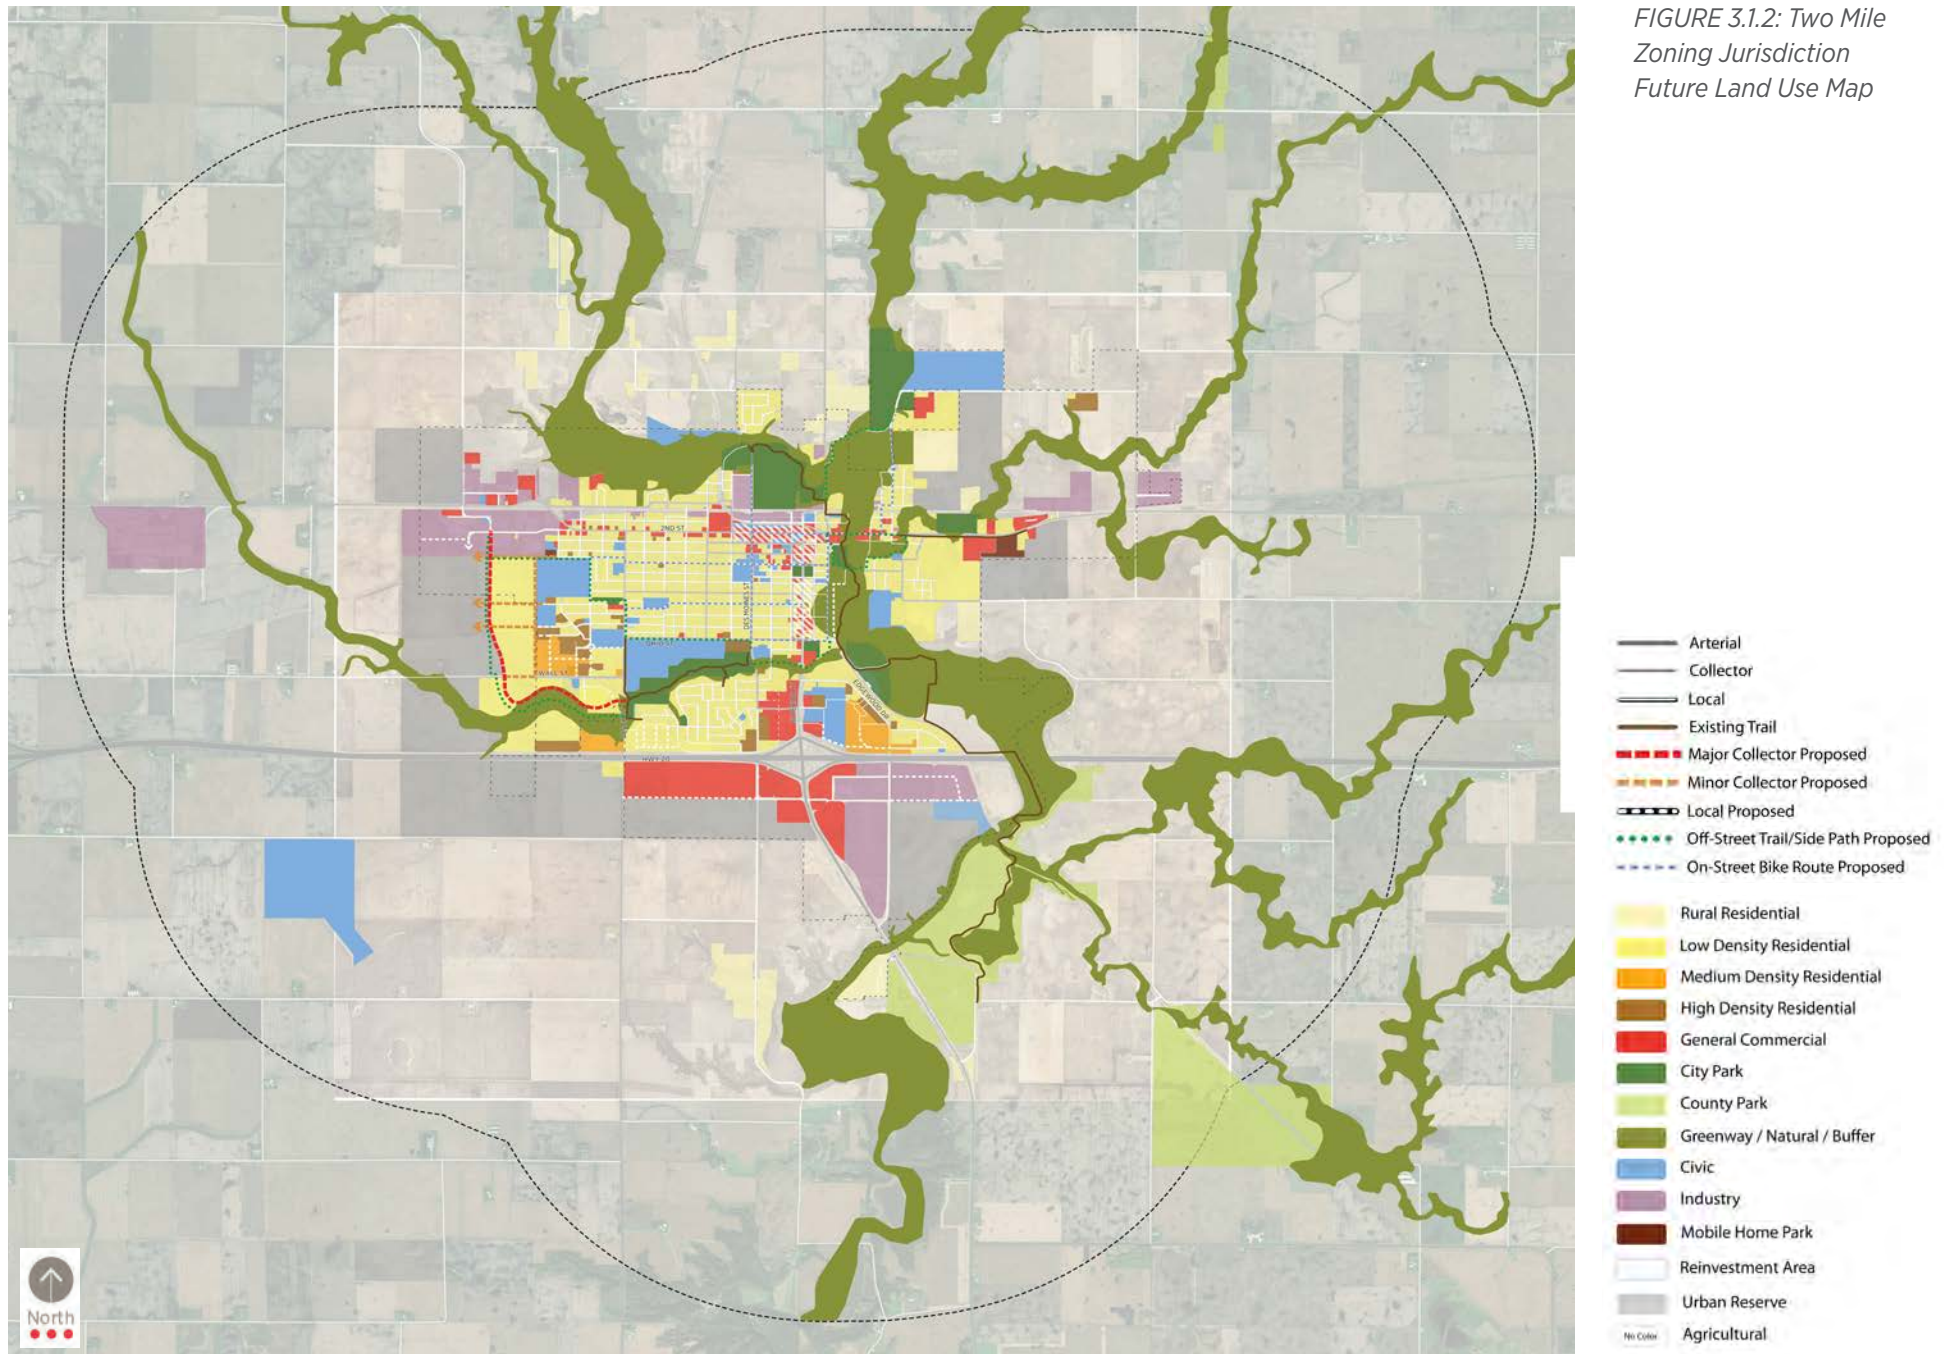 FIGURE 3.1.2: Two Mile
Zoning Jurisdiction
Future Land Use Map
2ND ST
DES MOINES ST
OHIO ST
WALL ST
EDGEWOOD DR
HWY 20
North
Arterial
Collector
Local
Existing Trail
Major Collector Proposed
Minor Collector Proposed
Local Proposed
Off-Street Trail/Side Path Proposed
On-Street Bike Route Proposed
Rural Residential
Low Density Residential
Medium Density Residential
High Density Residential
General Commercial
City Park
County Park
Greenway / Natural / Buffer
Civic
Industry
Mobile Home Park
Reinvestment Area
Urban Reserve
No Color Agricultural